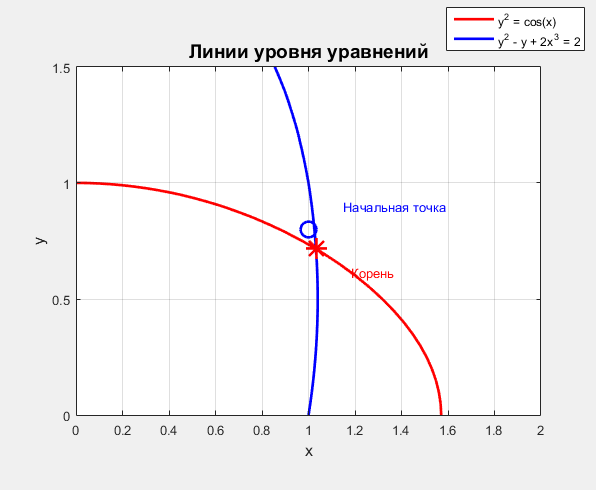 y² = cos(x)
y² - y + 2x³ = 2
Линии уровня уравнений
1.5
1
0.5
0
y
Начальная точка
Корень
0 0.2 0.4 0.6 0.8 1 1.2 1.4 1.6 1.8 2
x